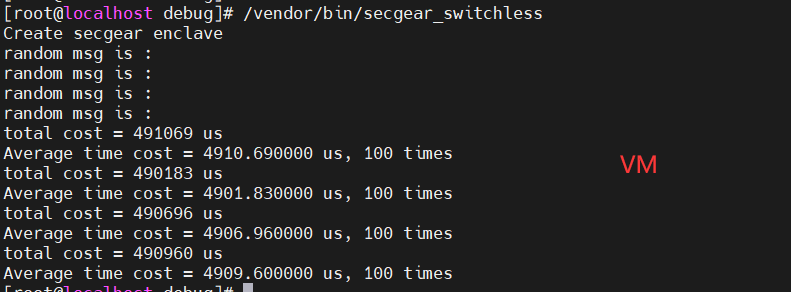 [root@localhost debug]# /vendor/bin/secgear_switchless
Create secgear enclave
random msg is :
random msg is :
random msg is :
random msg is :
total cost = 491069 us
Average time cost = 4910.690000 us, 100 times
total cost = 490183 us
Average time cost = 4901.830000 us, 100 times
VM
total cost = 490696 us
Average time cost = 4906.960000 us, 100 times
total cost = 490960 us
Average time cost = 4909.600000 us, 100 times
[root@localhost debug]#